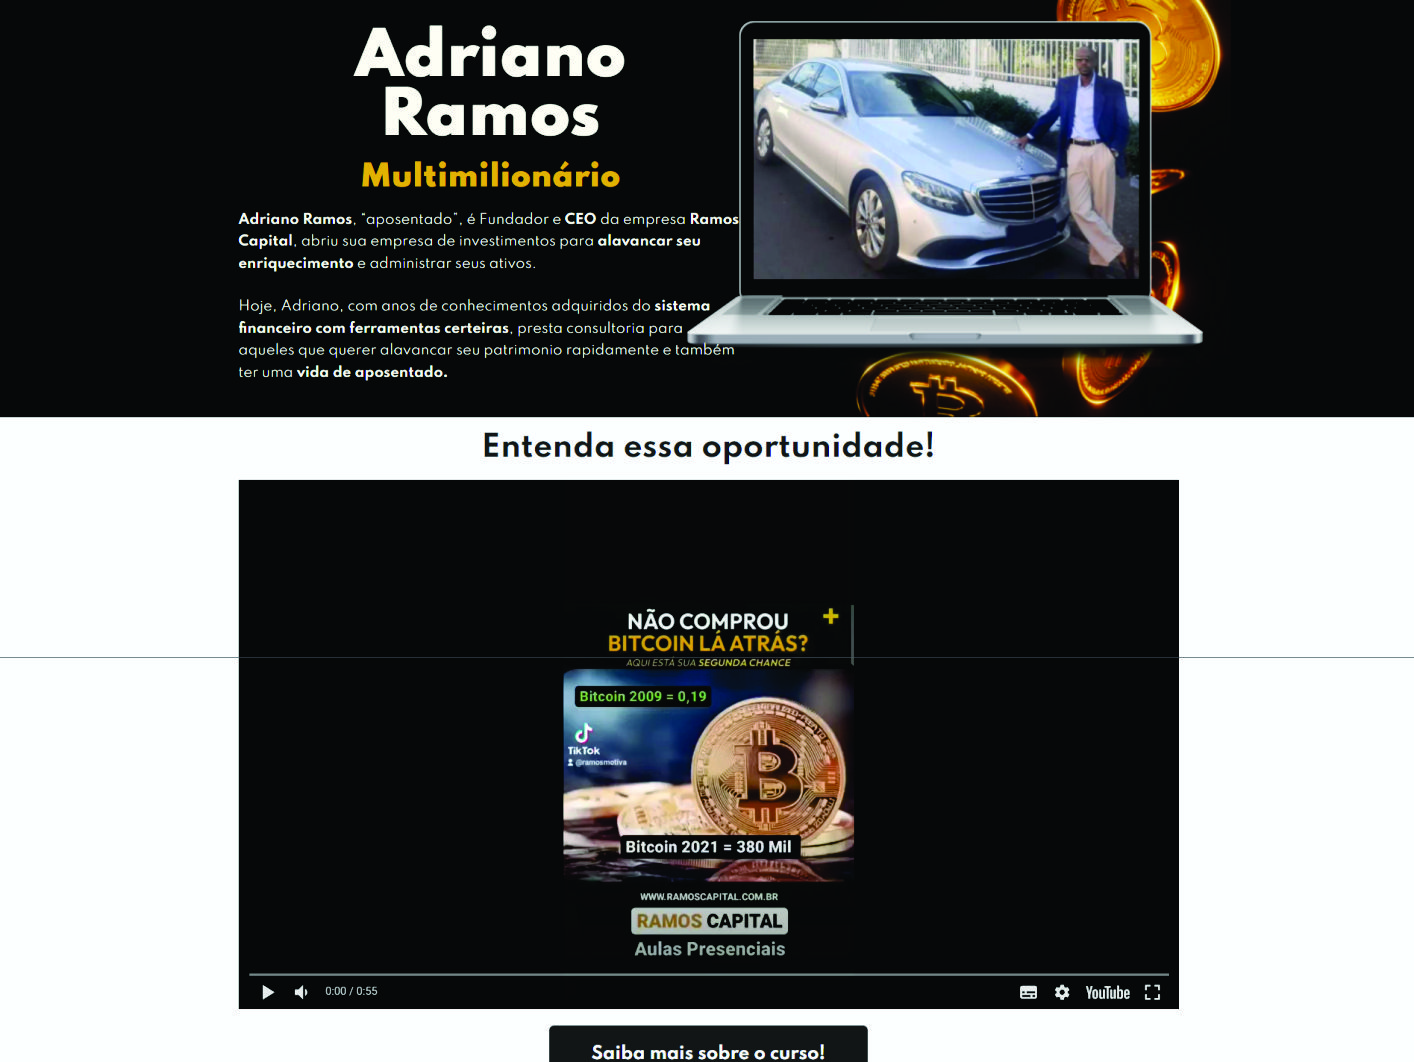 Adriano
Ramos
Multimilionário
Adriano Ramos, "aposentado", é Fundador e CEO da empresa Ramos
Capital, abriu sua empresa de investimentos para alavancar seu
enriquecimento e administrar seus ativos.
Hoje, Adriano, com anos de conhecimentos adquiridos do sistema
financeiro com ferramentas certeiras, presta consultoria para
aqueles que querer alavancar seu patrimonio rapidamente e também
ter uma vida de aposentado.
Entenda essa oportunidade!
NÃO COMPROU
BITCOIN LÁ ATRÁS?
AQUI ESTÁ SUA SEGUNDA CHANCE
Bitcoin 2009 = 0,19
TikTok
@ramosmotiva
Bitcoin 2021 = 380 Mil
WWW.RAMOSCAPITAL.COM.BR
RAMOS CAPITAL
Aulas Presenciais
0:00 / 0:55
YouTube
Saiba mais sobre o curso!